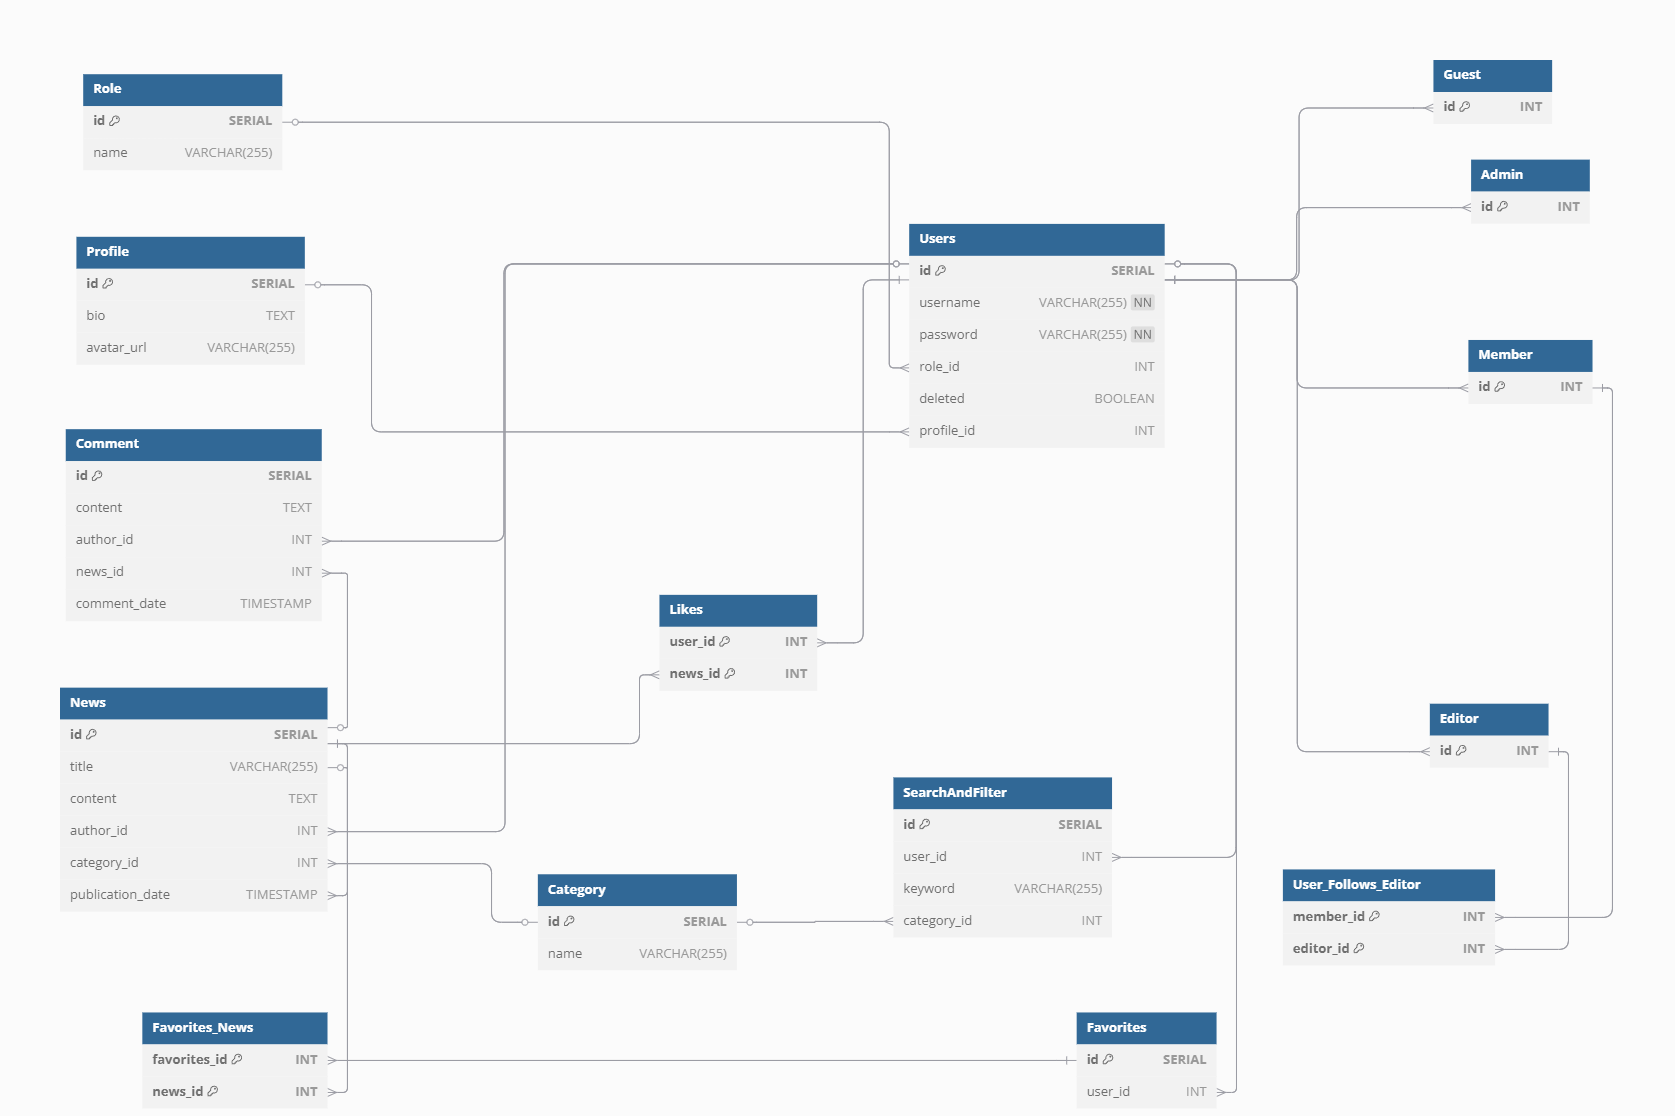 Role
id SERIAL
name VARCHAR(255)
Profile
id SERIAL
bio TEXT
avatar_url VARCHAR(255)
Comment
id SERIAL
content TEXT
author_id INT
news_id INT
comment_date TIMESTAMP
News
id SERIAL
title VARCHAR(255)
content TEXT
author_id INT
category_id INT
publication_date TIMESTAMP
Favorites_News
favorites_id INT
news_id INT
Likes
user_id INT
news_id INT
Category
id SERIAL
name VARCHAR(255)
Users
id SERIAL
username VARCHAR(255) NN
password VARCHAR(255) NN
role_id INT
deleted BOOLEAN
profile_id INT
SearchAndFilter
id SERIAL
user_id INT
keyword VARCHAR(255)
category_id INT
Favorites
id SERIAL
user_id INT
Guest
id INT
Admin
id INT
Member
id INT
Editor
id INT
User_Follows_Editor
member_id INT
editor_id INT